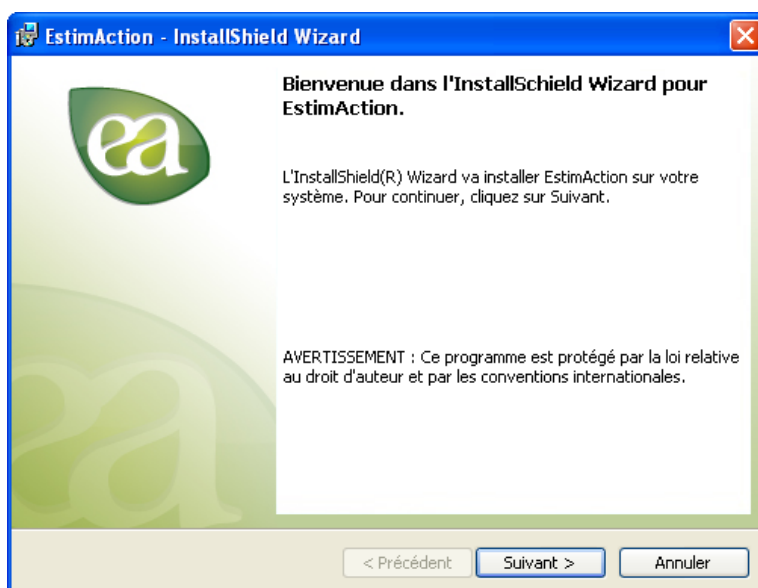 EstimAction - InstallShield Wizard
ea
Bienvenue dans l'InstallSchield Wizard pour
EstimAction.
L'InstallShield(R) Wizard va installer EstimAction sur votre
système. Pour continuer, cliquez sur Suivant.
AVERTISSEMENT : Ce programme est protégé par la loi relative
au droit d'auteur et par les conventions internationales.
ea
< Précédent Suivant > Annuler